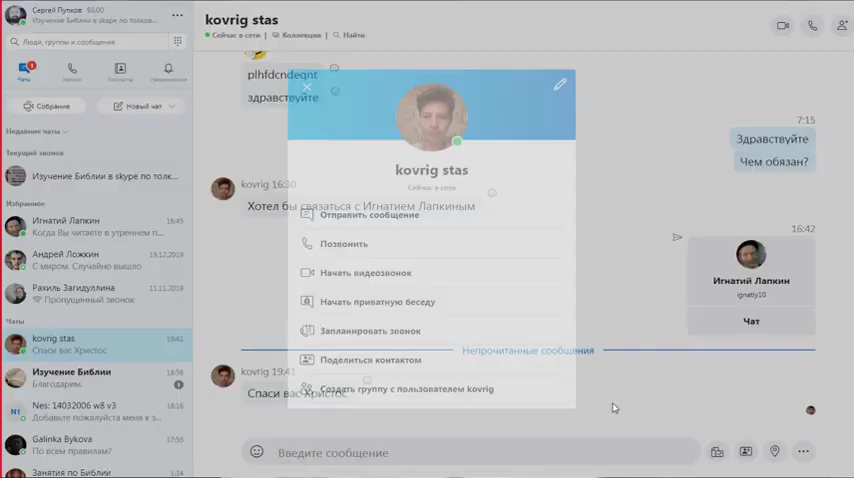 Сергей Пупков $0.00
Изучение Библии в skype по толков...
Люди, группы и сообщения
1
Чаты
Звонки
Контакты
Уведомления
Собрание
Новый чат
Недавние чаты
Текущий звонок
Изучение Библии в skype по толк...
Избранное
Игнатий Лапкин 16:45
Когда Вы читаете в утреннем п...
Андрей Ложкин 19.12.2019
С миром. Случайно вышло
Рахиль Загидуллина 11.11.2019
Пропущенный звонок
Чаты
kovrig stas 19:41
Спаси вас Христос
Изучение Библии 18:56
Благодарим.
Nes: 14032006 w8 v3 18:16
Добавьте пожалуйста меня к з...
Galinka Bykova 17:56
По всем правилам?
Занятия по Библии 1:34
kovrig stas
Сейчас в сети | Коллекция | Найти
plhfdcndeqnt
здравствуйте
7:15
Здравствуйте
Чем обязан?
kovrig 16:30
Хотел бы связаться с Игнатием Лапкиным
16:42
Игнатий Лапкин
ignatiy10
Чат
Непрочитанные сообщения
kovrig 19:41
Спаси вас Христос
Введите сообщение
kovrig stas
Сейчас в сети
Отправить сообщение
Позвонить
Начать видеозвонок
Начать приватную беседу
Запланировать звонок
Поделиться контактом
Создать группу с пользователем kovrig